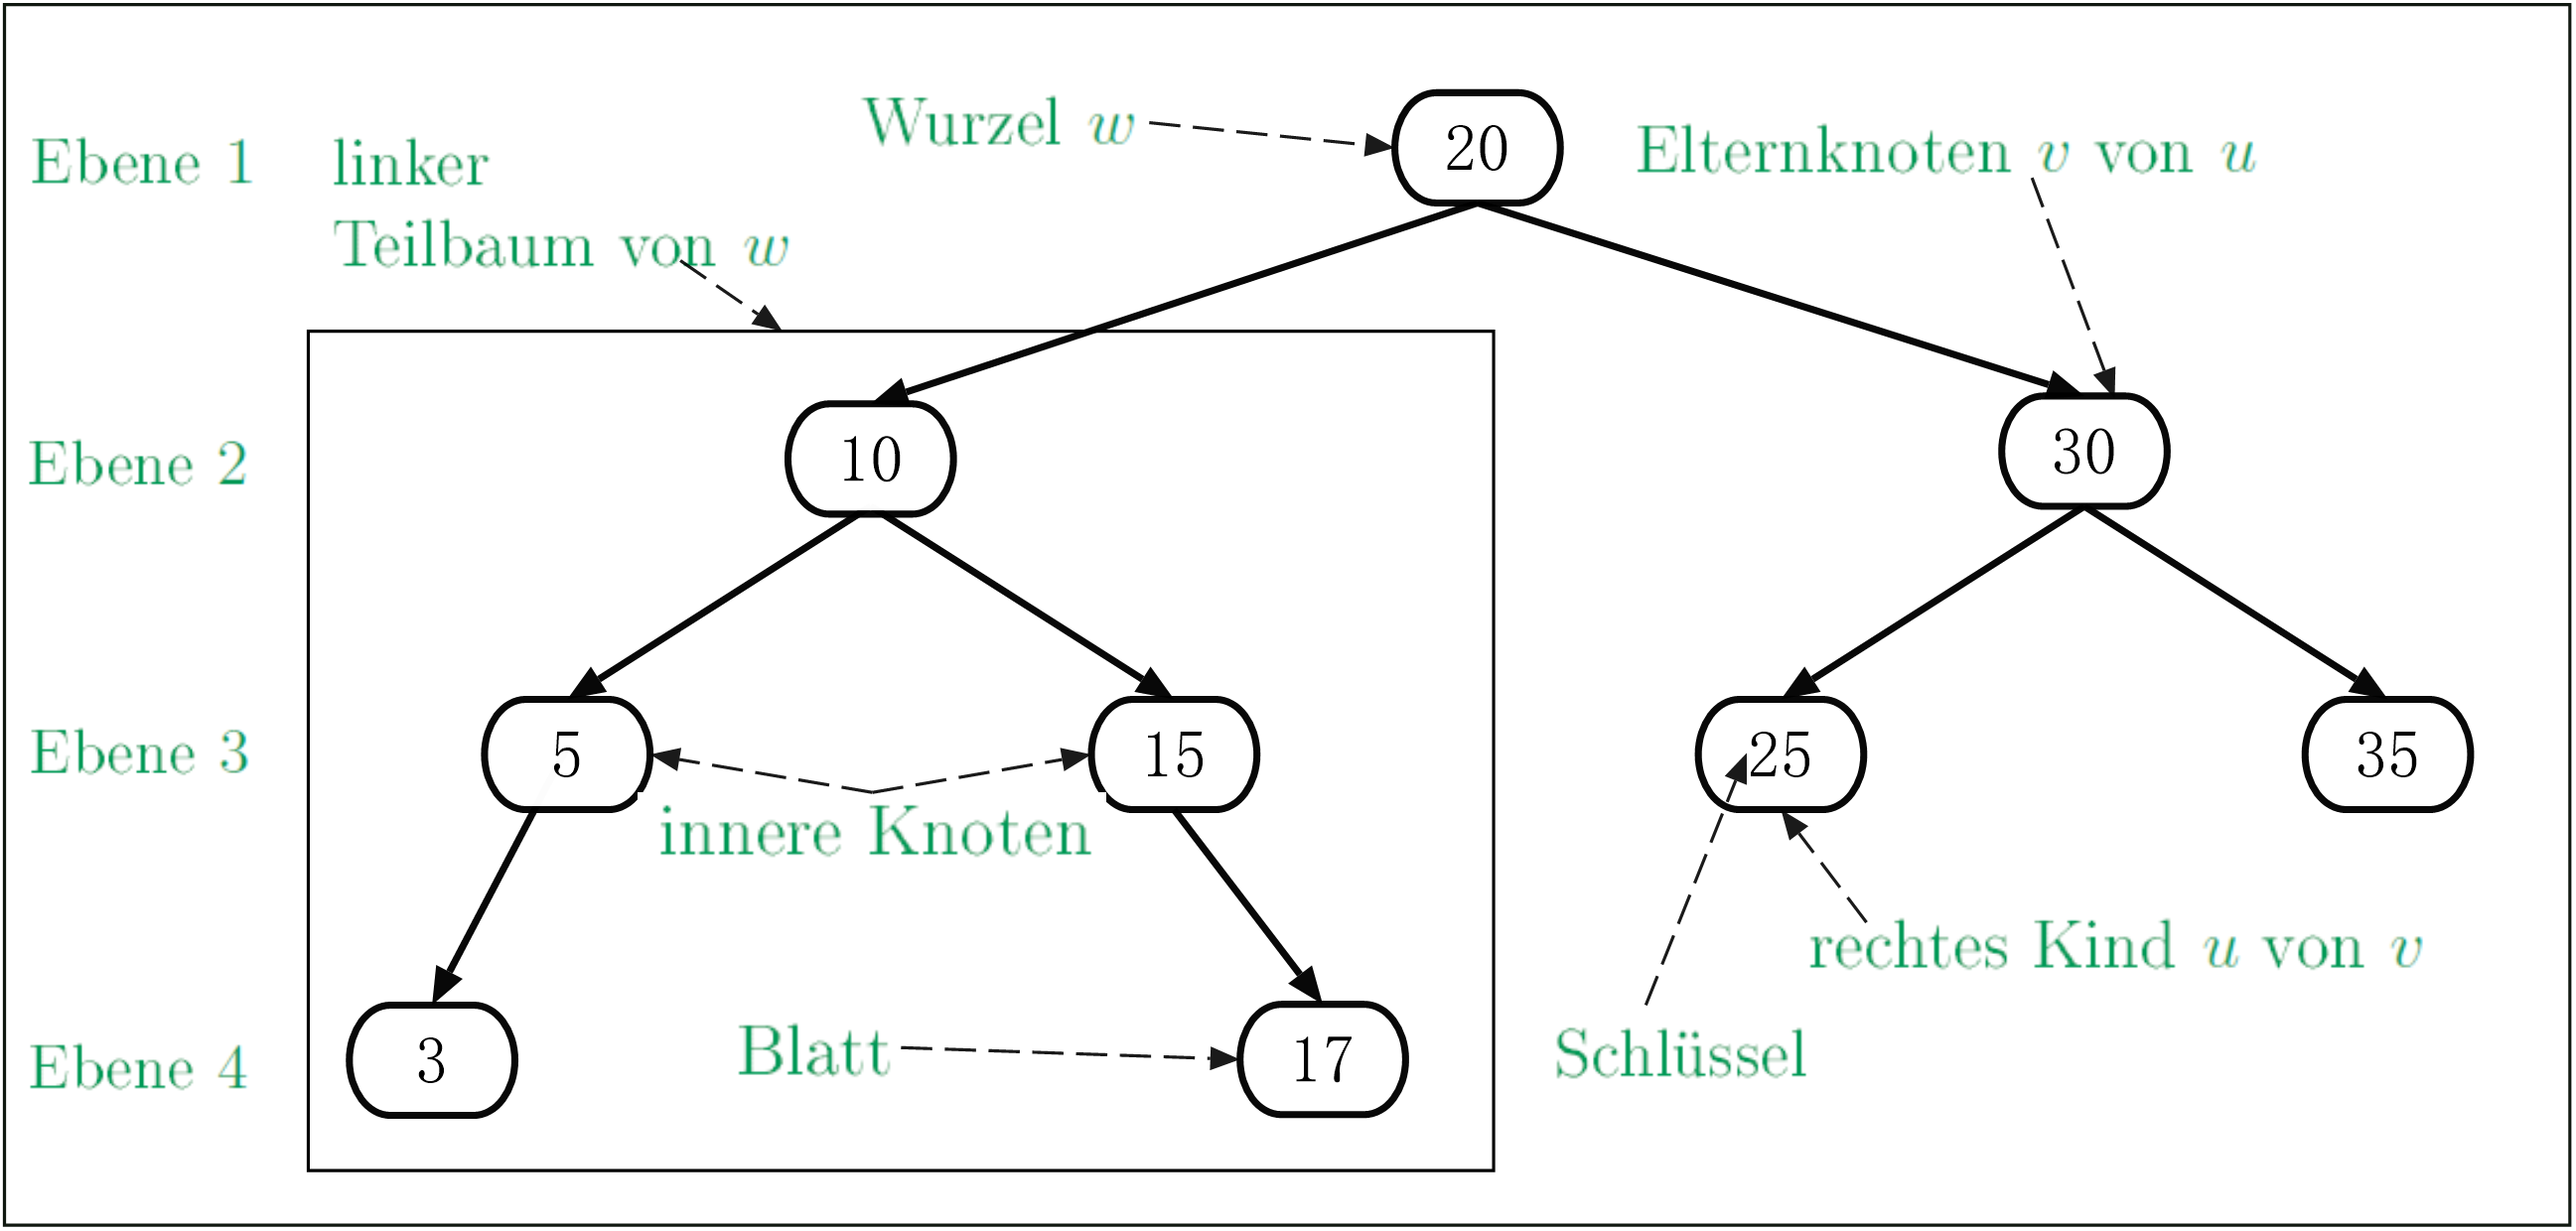 Wurzel w
20
Elternknoten v von u
Ebene 1
linker
Teilbaum von w
Ebene 2
10
30
Ebene 3
5
15
25
35
innere Knoten
rechtes Kind u von v
Ebene 4
3
Blatt
17
Schlüssel